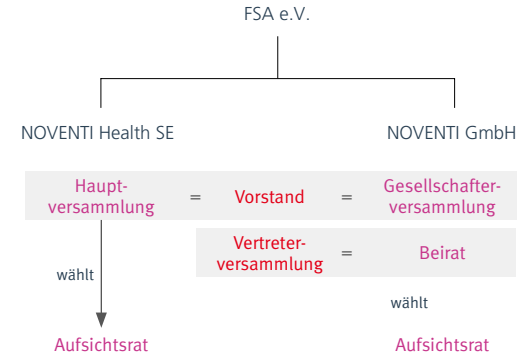 FSA e.V.
NOVENTI Health SE
NOVENTI GmbH
Haupt-
versammlung
=
Vorstand
=
Gesellschafter-
versammlung
Vertreter-
versammlung
=
Beirat
wählt
wählt
Aufsichtsrat
Aufsichtsrat